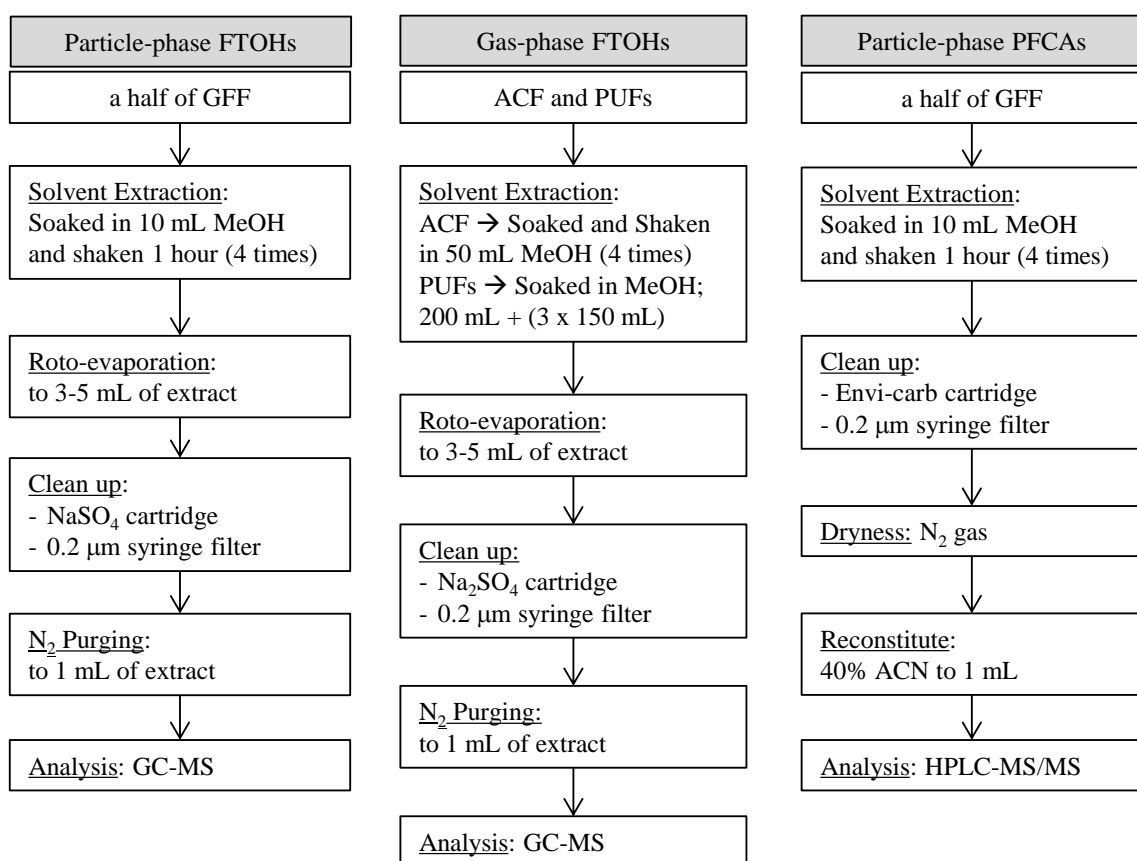 Particle-phase FTOHs
a half of GFF
Solvent Extraction:
Soaked in 10 mL MeOH
and shaken 1 hour (4 times)
Roto-evaporation:
to 3-5 mL of extract
Clean up:
- NaSO4 cartridge
- 0.2 μm syringe filter
N2 Purging:
to 1 mL of extract
Analysis: GC-MS
Gas-phase FTOHs
ACF and PUFs
Solvent Extraction:
ACF → Soaked and Shaken
in 50 mL MeOH (4 times)
PUFs → Soaked in MeOH;
200 mL + (3 x 150 mL)
Roto-evaporation:
to 3-5 mL of extract
Clean up:
- Na2SO4 cartridge
- 0.2 μm syringe filter
N2 Purging:
to 1 mL of extract
Analysis: GC-MS
Particle-phase PFCAs
a half of GFF
Solvent Extraction:
Soaked in 10 mL MeOH
and shaken 1 hour (4 times)
Clean up:
- Envi-carb cartridge
- 0.2 μm syringe filter
Dryness: N2 gas
Reconstitute:
40% ACN to 1 mL
Analysis: HPLC-MS/MS